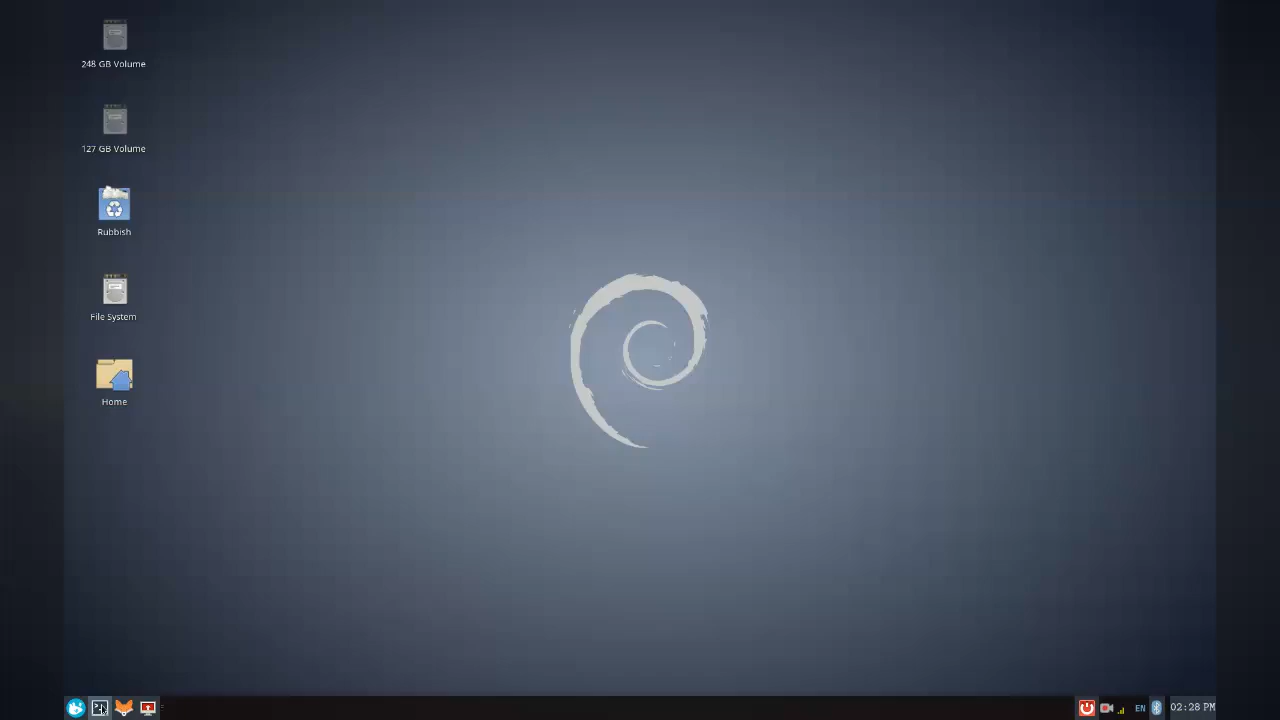 248 GB Volume
127 GB Volume
Rubbish
File System
Home
EN
02:28 PM